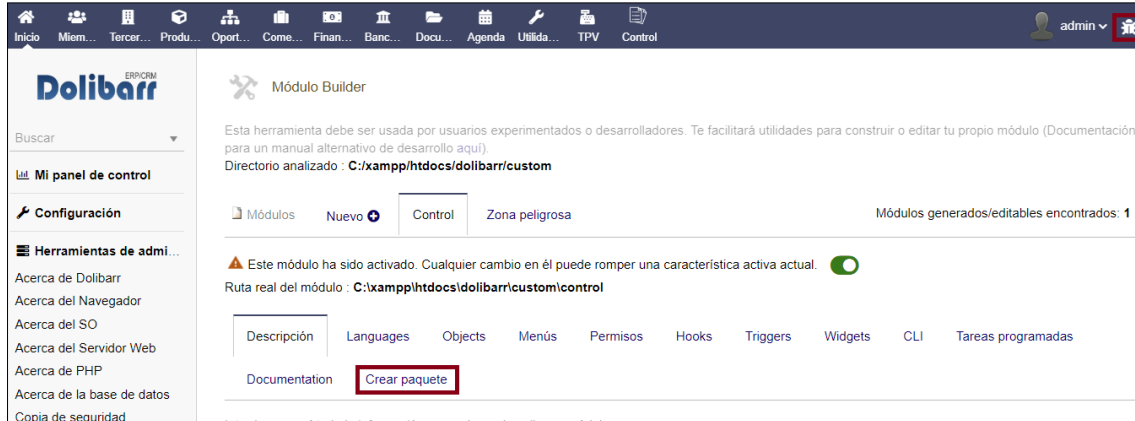 Inicio Miem... Tercer... Produ... Oport... Come... Finan... Banc... Docu... Agenda Utilida... TPV Control admin
Dolibarr ERP/CRM
Buscar
Mi panel de control
Configuración
Herramientas de admi...
Acerca de Dolibarr
Acerca del Navegador
Acerca del SO
Acerca del Servidor Web
Acerca de PHP
Acerca de la base de datos
Copia de seguridad
Módulo Builder
Esta herramienta debe ser usada por usuarios experimentados o desarrolladores. Te facilitará utilidades para construir o editar tu propio módulo (Documentación
para un manual alternativo de desarrollo aquí).
Directorio analizado : C:/xampp/htdocs/dolibarr/custom
Módulos Nuevo Control Zona peligrosa Módulos generados/editables encontrados: 1
Este módulo ha sido activado. Cualquier cambio en él puede romper una característica activa actual.
Ruta real del módulo : C:\xampp\htdocs\dolibarr\custom\control
Descripción Languages Objects Menús Permisos Hooks Triggers Widgets CLI Tareas programadas
Documentation Crear paquete